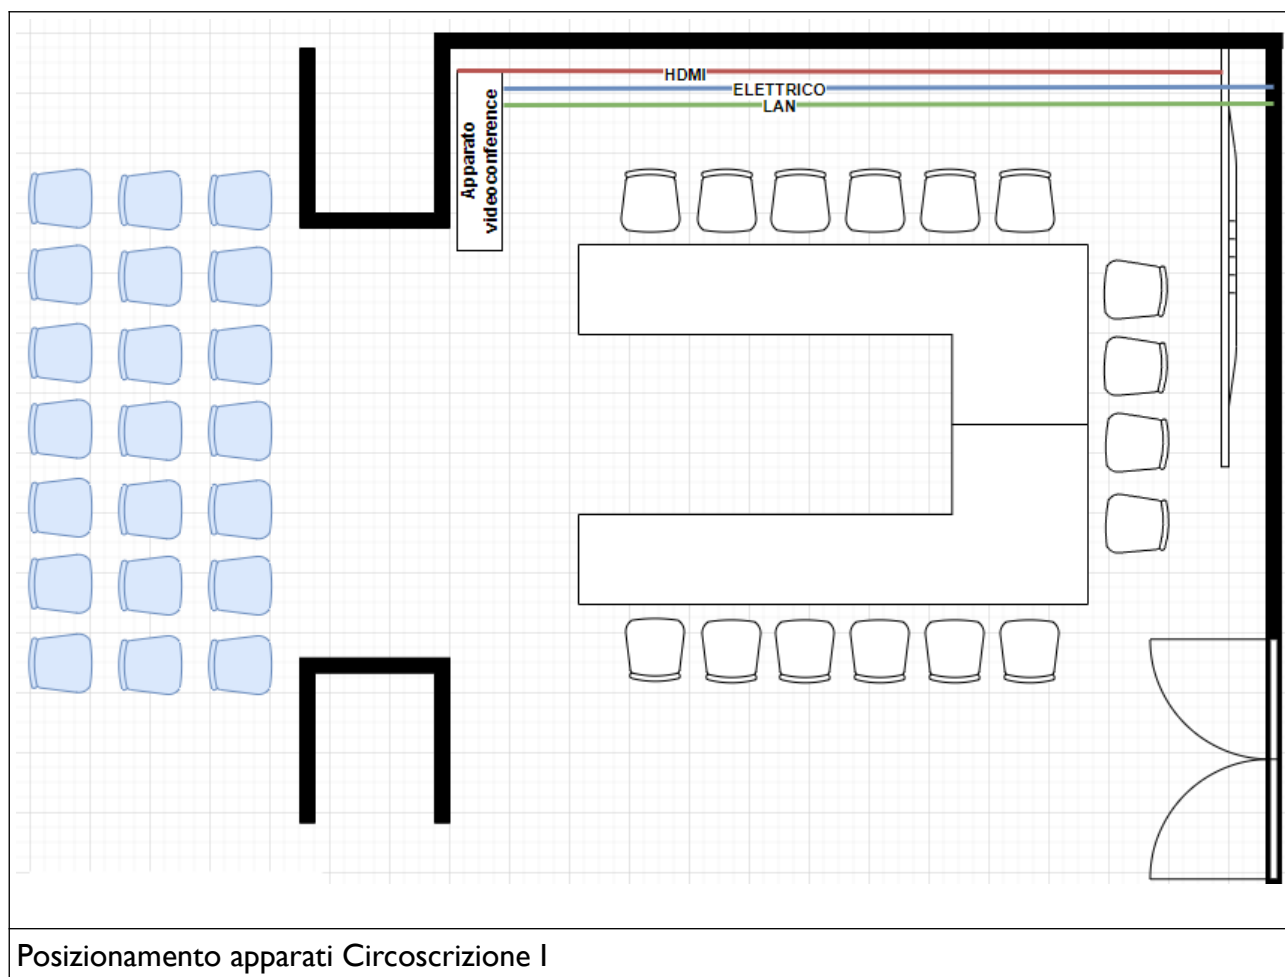 HDMI
ELETTRICO
LAN
Apparato
videoconference
Posizionamento apparati Circoscrizione I